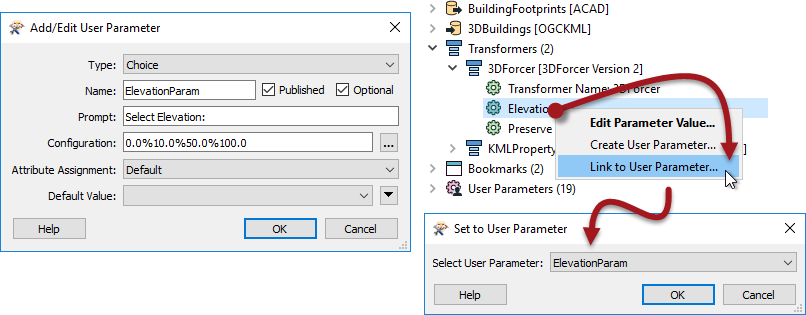 Add/Edit User Parameter
Type: Choice
Name: ElevationParam Published Optional
Prompt: Select Elevation:
Configuration: 0.0%10.0%50.0%100.0 ...
Attribute Assignment: Default
Default Value:
Help OK Cancel
BuildingFootprints [ACAD]
3DBuildings [OGCKML]
Transformers (2)
3DForcer [3DForcer Version 2]
Transformer Name: 3DForcer
Elevation
Edit Parameter Value...
Preserve
Create User Parameter...
KMLProperty
Link to User Parameter...
Bookmarks (2)
User Parameters (19)
Set to User Parameter
Select User Parameter: ElevationParam
Help OK Cancel